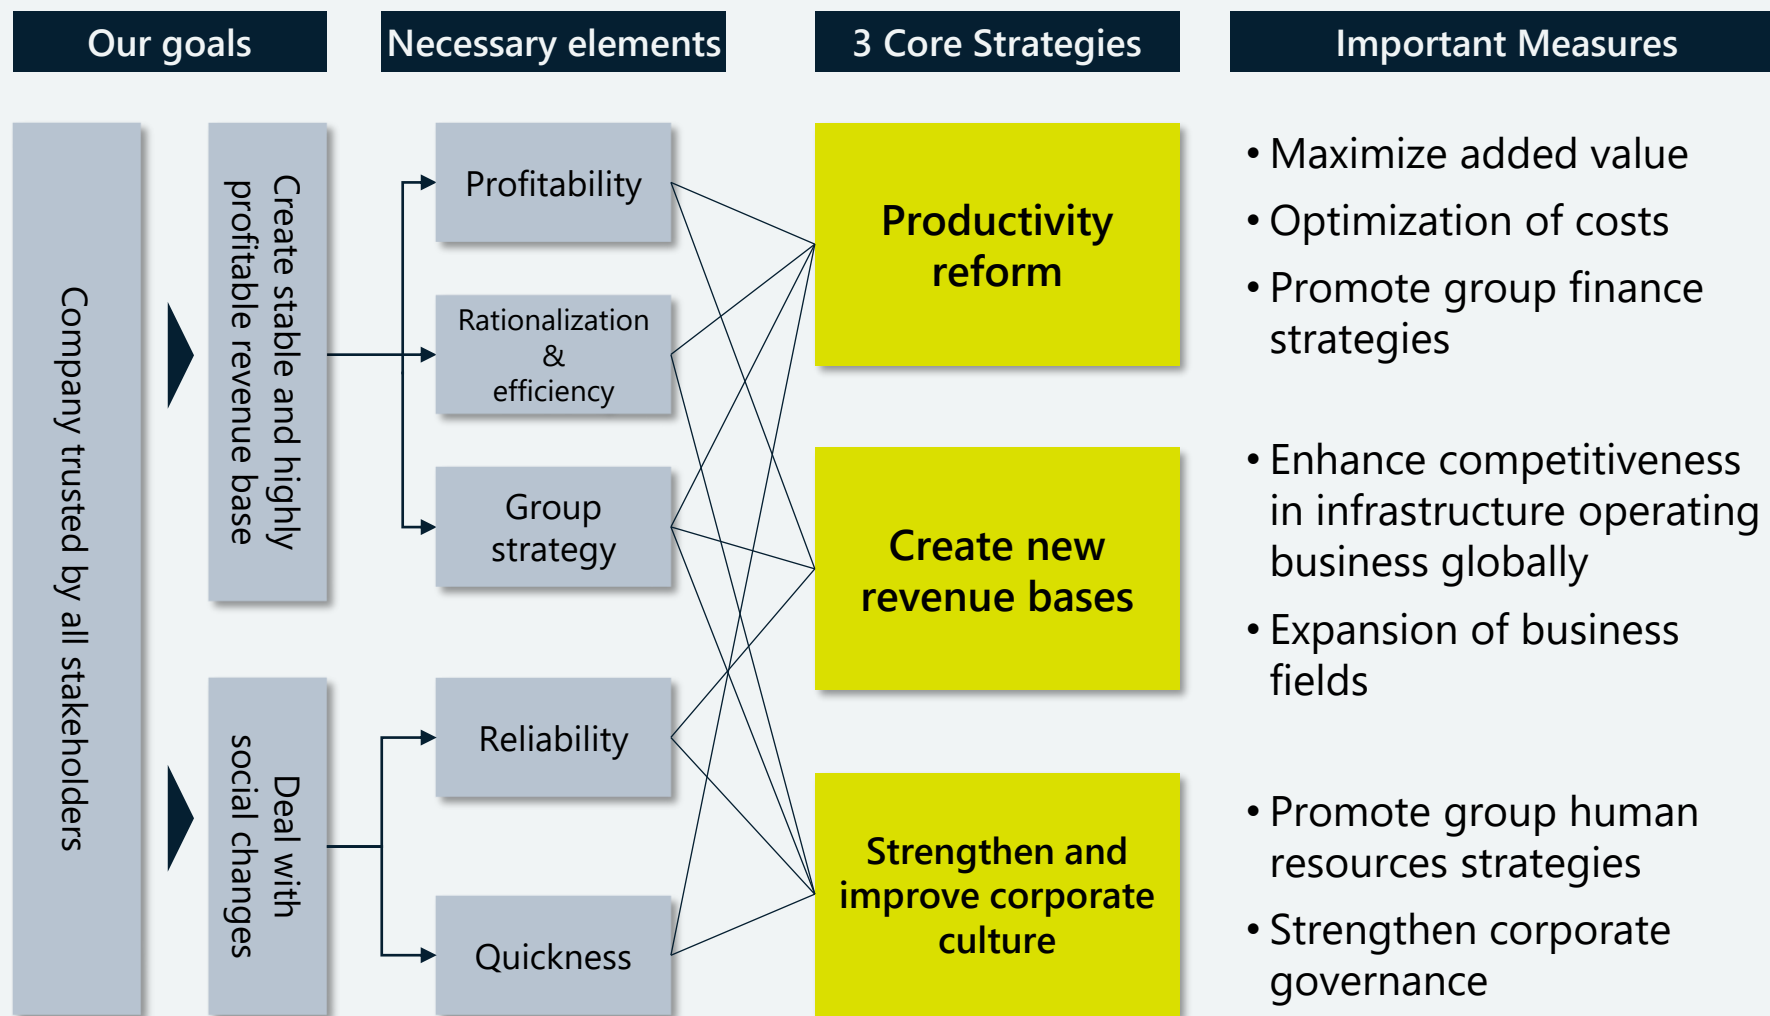 Our goals
Necessary elements
3 Core Strategies
Important Measures
Company trusted by all stakeholders
Create stable and highly
profitable revenue base
Deal with
social changes
Profitability
Rationalization
&
efficiency
Group
strategy
Reliability
Quickness
Productivity
reform
Create new
revenue bases
Strengthen and
improve corporate
culture
• Maximize added value
• Optimization of costs
• Promote group finance
strategies
• Enhance competitiveness
in infrastructure operating
business globally
• Expansion of business
fields
• Promote group human
resources strategies
• Strengthen corporate
governance